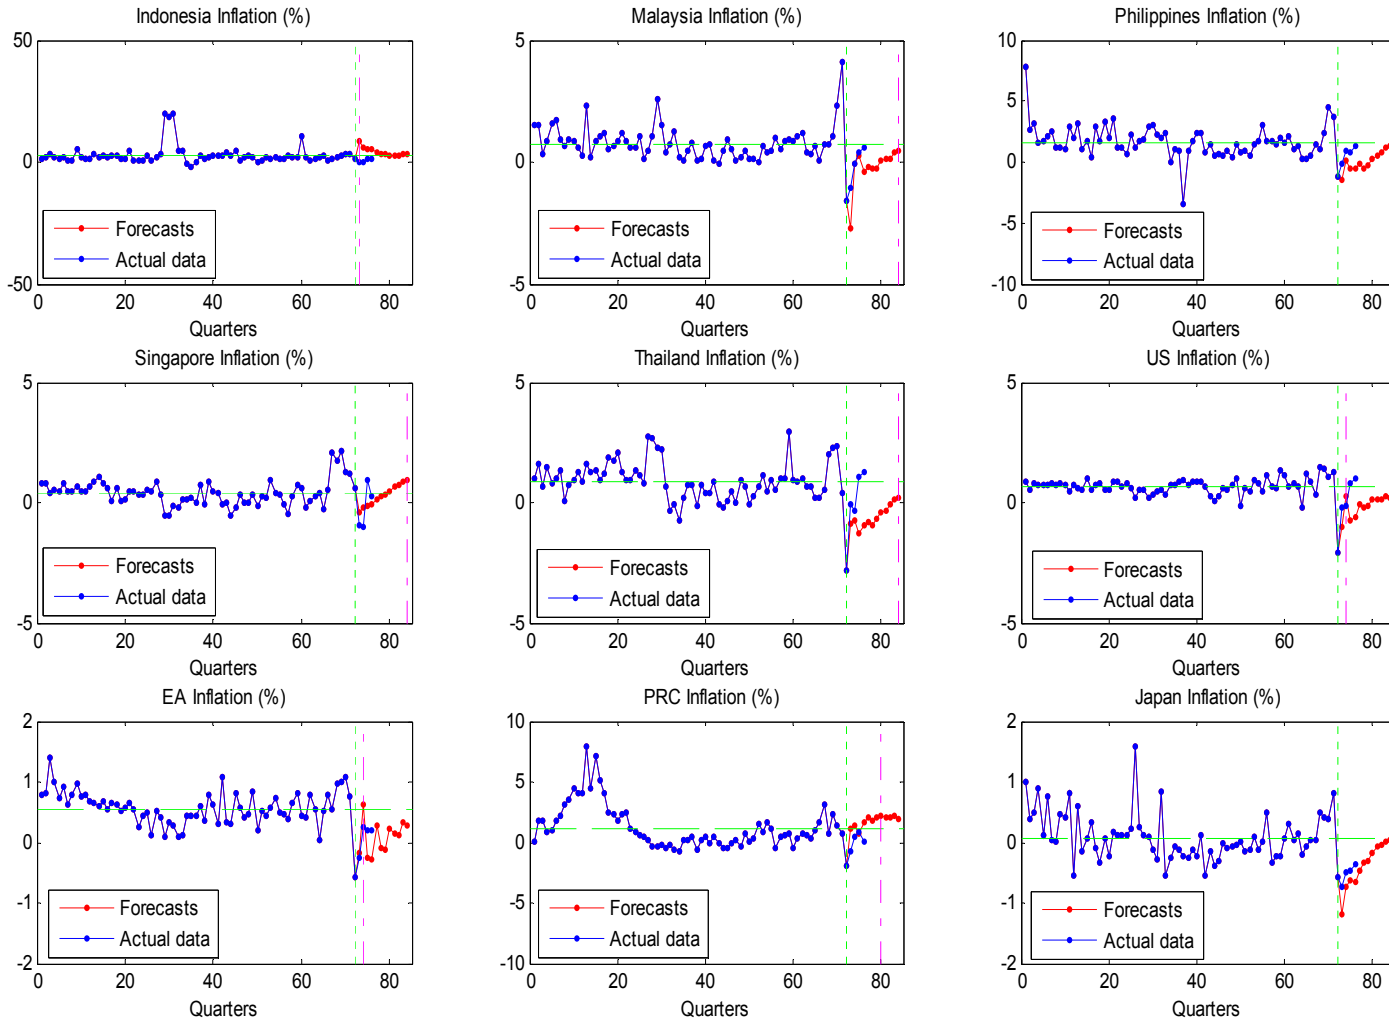 Indonesia Inflation (%)
Malaysia Inflation (%)
Philippines Inflation (%)
50
0
-50
Forecasts
Actual data
0 20 40 60 80
Quarters
5
0
-5
Forecasts
Actual data
0 20 40 60 80
Quarters
10
5
0
-5
-10
Forecasts
Actual data
0 20 40 60 80
Quarters
Singapore Inflation (%)
Thailand Inflation (%)
US Inflation (%)
5
0
-5
Forecasts
Actual data
0 20 40 60 80
Quarters
5
0
-5
Forecasts
Actual data
0 20 40 60 80
Quarters
5
0
-5
Forecasts
Actual data
0 20 40 60 80
Quarters
EA Inflation (%)
PRC Inflation (%)
Japan Inflation (%)
2
1
0
-1
-2
Forecasts
Actual data
0 20 40 60 80
Quarters
10
5
0
-5
-10
Forecasts
Actual data
0 20 40 60 80
Quarters
2
1
0
-1
-2
Forecasts
Actual data
0 20 40 60 80
Quarters